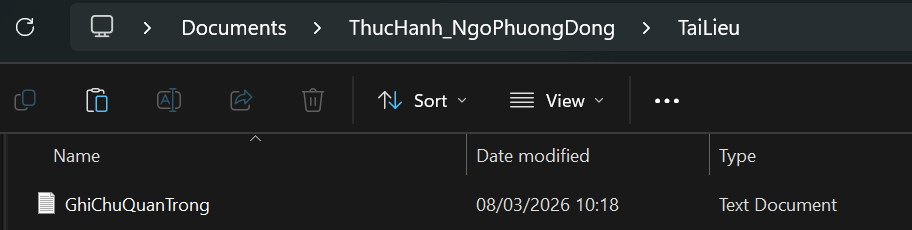 Documents > ThucHanh_NgoPhuongDong > TaiLieu
Sort View
Name Date modified Type
GhiChuQuanTrong 08/03/2026 10:18 Text Document